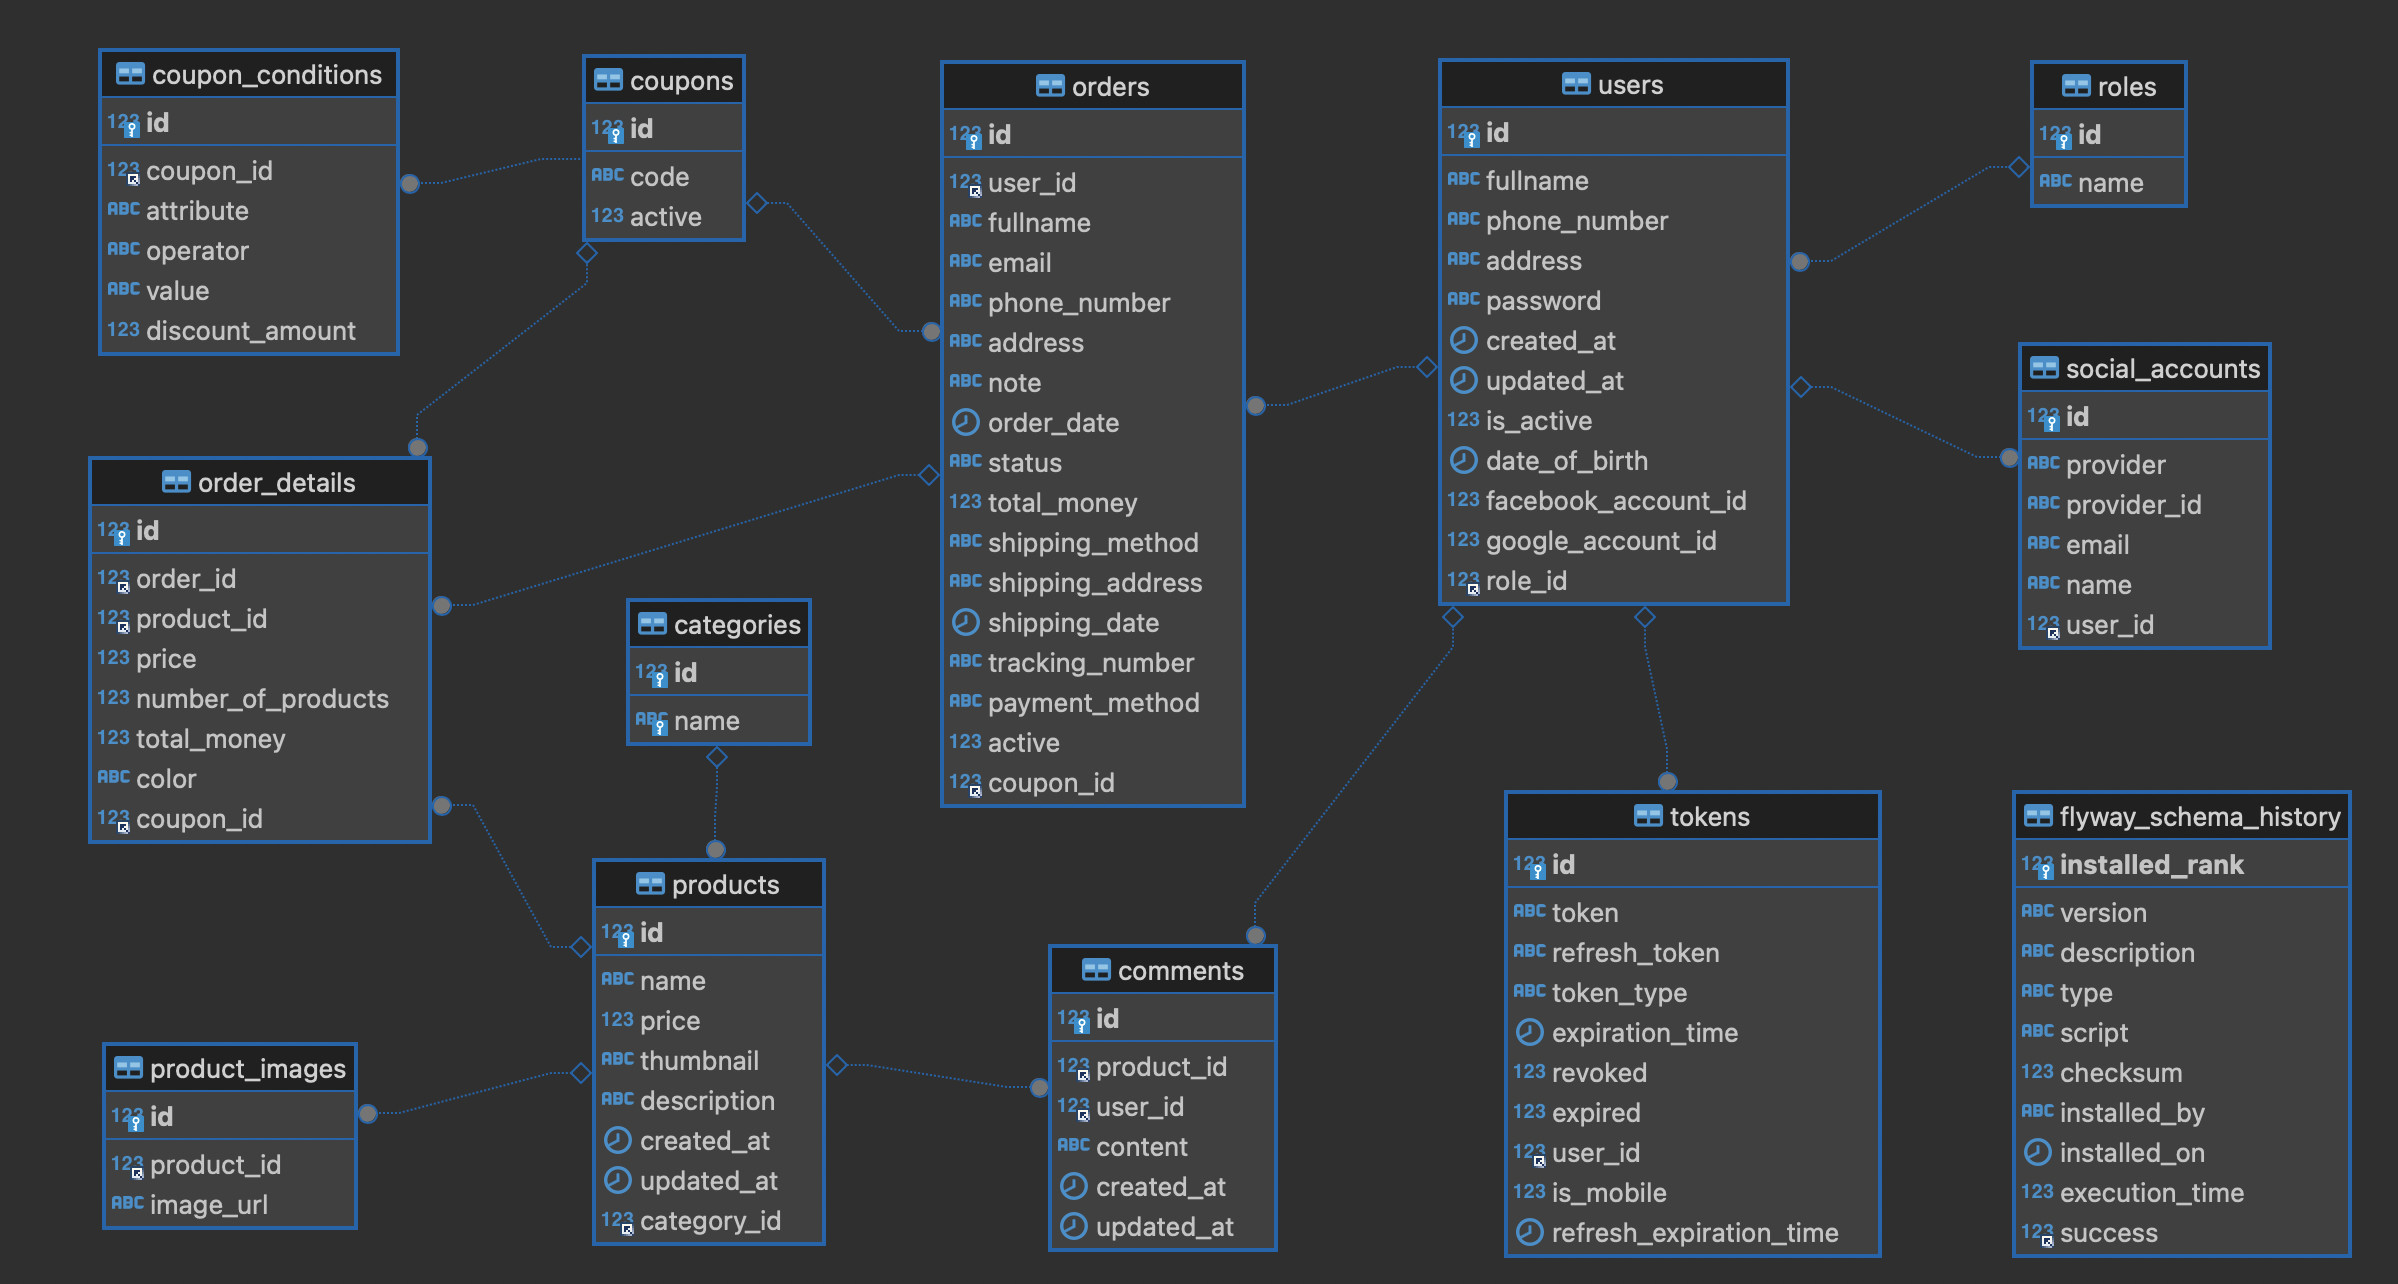 coupon_conditions
123 id
123 coupon_id
ABC attribute
ABC operator
ABC value
123 discount_amount
coupons
123 id
ABC code
123 active
orders
123 id
123 user_id
ABC fullname
ABC email
ABC phone_number
ABC address
ABC note
order_date
ABC status
123 total_money
ABC shipping_method
ABC shipping_address
shipping_date
ABC tracking_number
ABC payment_method
123 active
123 coupon_id
users
123 id
ABC fullname
ABC phone_number
ABC address
ABC password
created_at
updated_at
123 is_active
date_of_birth
123 facebook_account_id
123 google_account_id
123 role_id
roles
123 id
ABC name
social_accounts
123 id
ABC provider
ABC provider_id
ABC email
ABC name
123 user_id
order_details
123 id
123 order_id
123 product_id
123 price
123 number_of_products
123 total_money
ABC color
123 coupon_id
categories
123 id
ABC name
products
123 id
ABC name
123 price
ABC thumbnail
ABC description
created_at
updated_at
123 category_id
product_images
123 id
123 product_id
ABC image_url
comments
123 id
123 product_id
123 user_id
ABC content
created_at
updated_at
tokens
123 id
ABC token
ABC refresh_token
ABC token_type
expiration_time
123 revoked
123 expired
123 user_id
123 is_mobile
refresh_expiration_time
flyway_schema_history
123 installed_rank
ABC version
ABC description
ABC type
ABC script
123 checksum
ABC installed_by
installed_on
123 execution_time
123 success